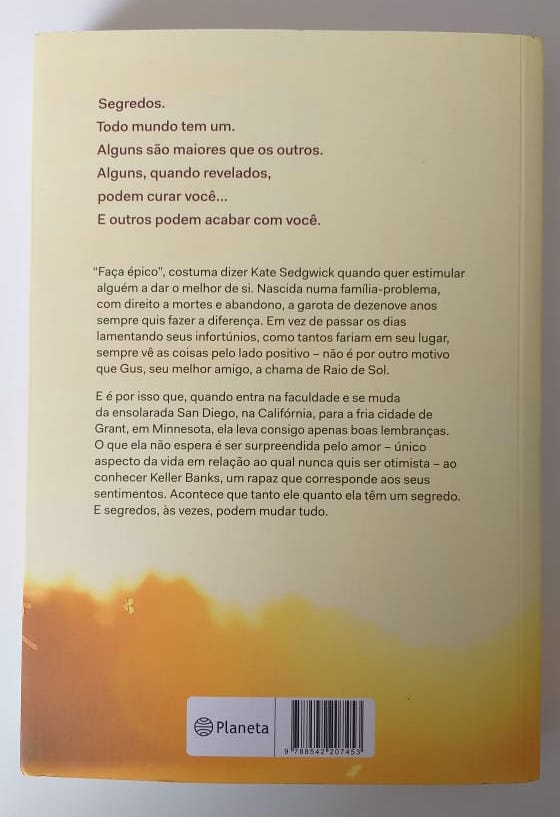 Segredos.
Todo mundo tem um.
Alguns são maiores que os outros.
Alguns, quando revelados,
podem curar você...
E outros podem acabar com você.
“Faça épico”, costuma dizer Kate Sedgwick quando quer estimular
alguém a dar o melhor de si. Nascida numa família-problema,
com direito a mortes e abandono, a garota de dezenove anos
sempre quis fazer a diferença. Em vez de passar os dias
lamentando seus infortúnios, como tantos fariam em seu lugar,
sempre vê as coisas pelo lado positivo – não é por outro motivo
que Gus, seu melhor amigo, a chama de Raio de Sol.
E é por isso que, quando entra na faculdade e se muda
da ensolarada San Diego, na Califórnia, para a fria cidade de
Grant, em Minnesota, ela leva consigo apenas boas lembranças.
O que ela não espera é ser surpreendida pelo amor – único
aspecto da vida em relação ao qual nunca quis ser otimista – ao
conhecer Keller Banks, um rapaz que corresponde aos seus
sentimentos. Acontece que tanto ele quanto ela têm um segredo.
E segredos, às vezes, podem mudar tudo.
Planeta
9 788542 207453